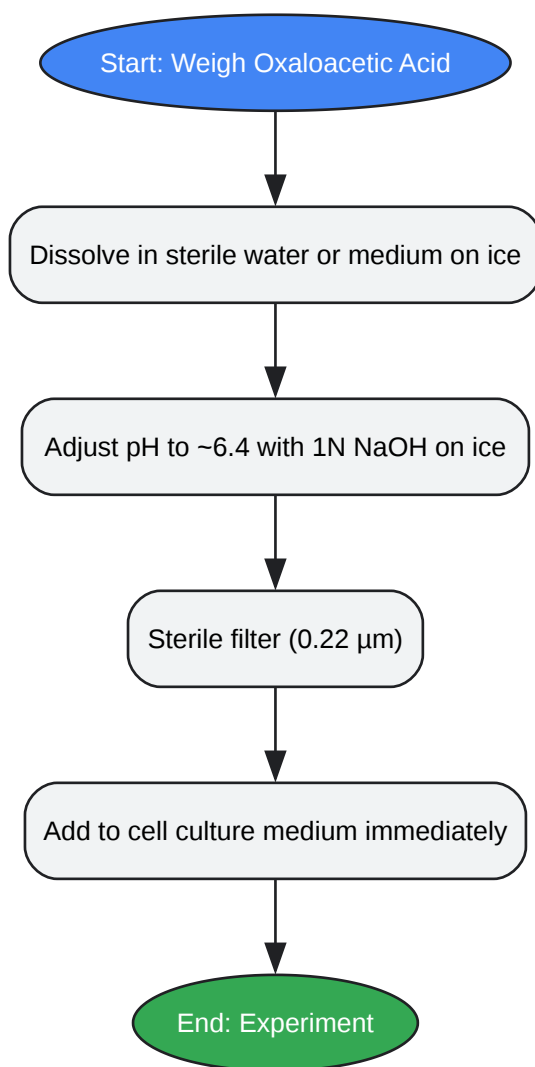 Start: Weigh Oxaloacetic Acid
Dissolve in sterile water or medium on ice
Adjust pH to ~6.4 with 1N NaOH on ice
Sterile filter (0.22 µm)
Add to cell culture medium immediately
End: Experiment